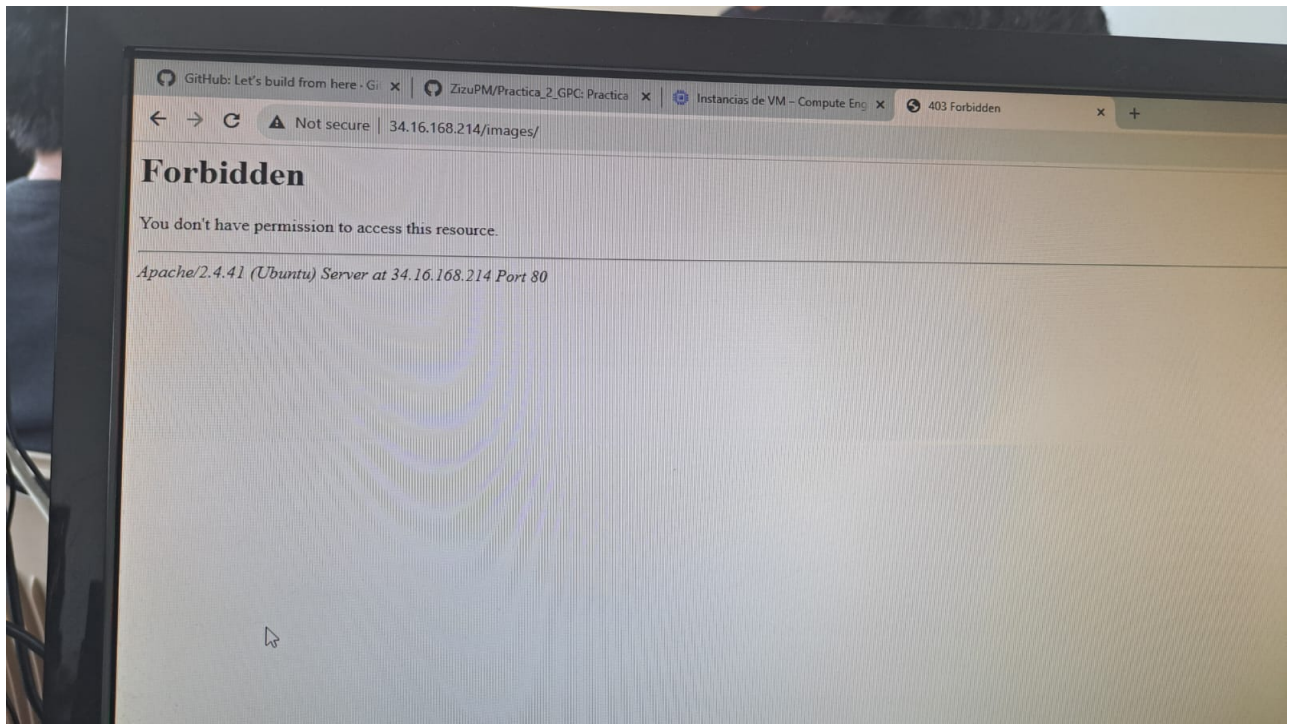 GitHub: Let's build from here · Gi
ZizuPM/Practica_2_GPC: Practica
Instancias de VM – Compute Eng
403 Forbidden
Not secure | 34.16.168.214/images/
Forbidden
You don't have permission to access this resource.
Apache/2.4.41 (Ubuntu) Server at 34.16.168.214 Port 80